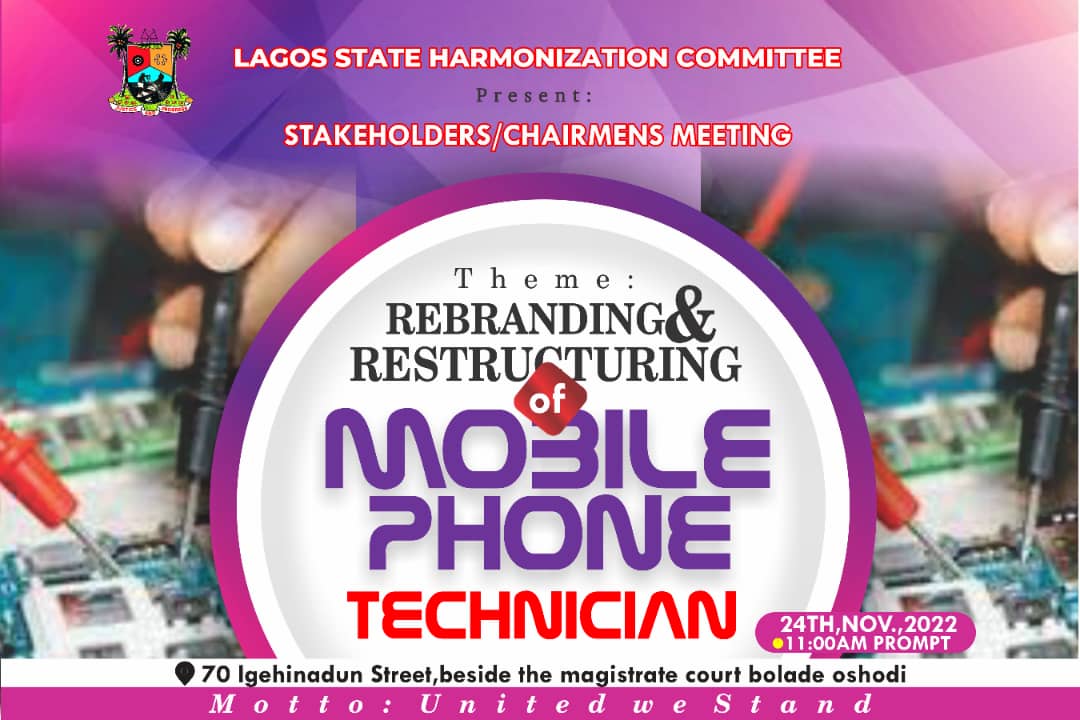 LAGOS STATE HARMONIZATION COMMITTEE
Present:
STAKEHOLDERS/CHAIRMENS MEETING
Theme:
REBRANDING&
RESTRUCTURING
of
MOBILE
PHONE
TECHNICIAN
24TH,NOV.,2022
11:00AM PROMPT
70 Igehinadun Street,beside the magistrate court bolade oshodi
Motto: United we Stand